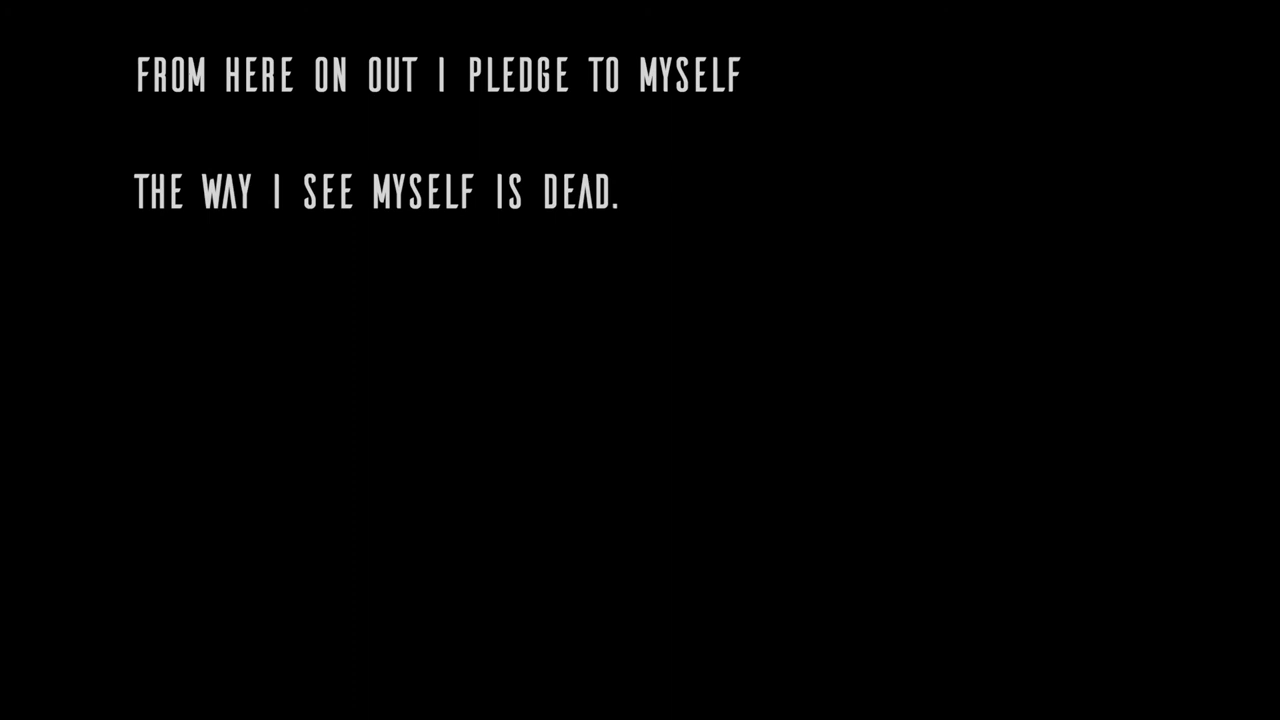 FROM HERE ON OUT I PLEDGE TO MYSELF
THE WAY I SEE MYSELF IS DEAD.